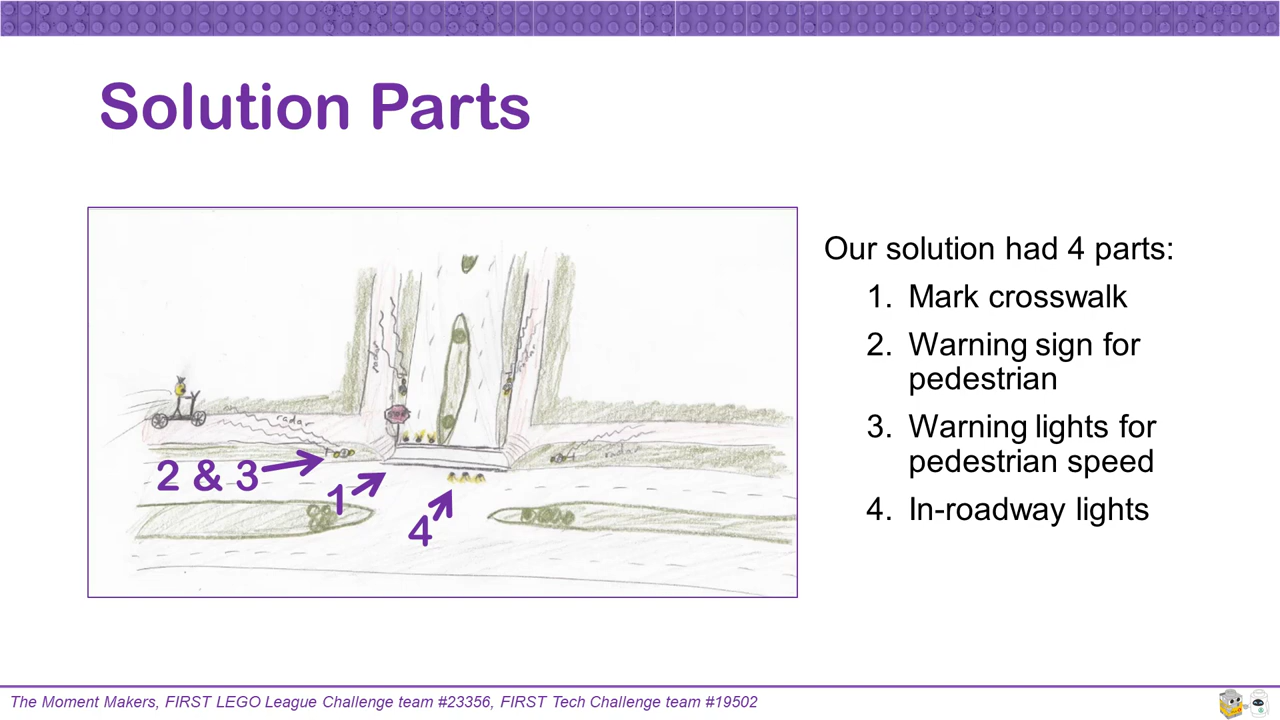 Solution Parts
Our solution had 4 parts:
1. Mark crosswalk
2. Warning sign for
pedestrian
3. Warning lights for
pedestrian speed
4. In-roadway lights
radar
radar
radar
radar
2 & 3
1
4
The Moment Makers, FIRST LEGO League Challenge team #23356, FIRST Tech Challenge team #19502